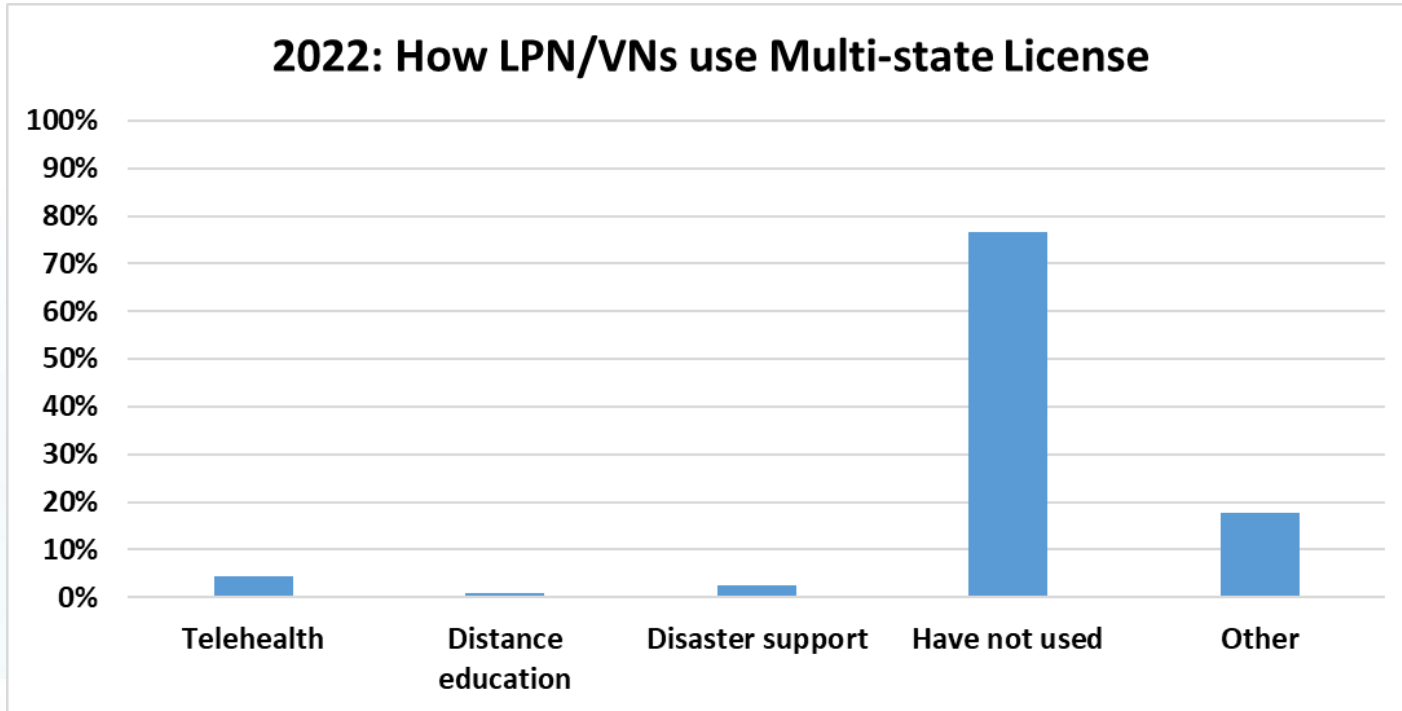 2022: How LPN/VNs use Multi-state License
100%
90%
80%
70%
60%
50%
40%
30%
20%
10%
0%
Telehealth
Distance
education
Disaster support
Have not used
Other